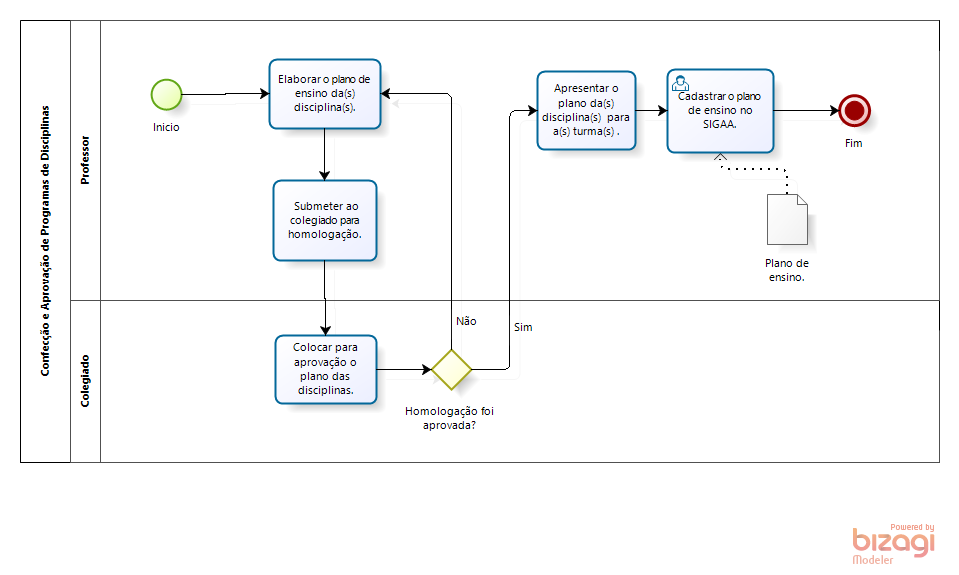 Confecção e Aprovação de Programas de Disciplinas
Professor
Inicio
Elaborar o plano de
ensino da(s)
disciplina(s).
Submeter ao
colegiado para
homologação.
Apresentar o
plano da(s)
disciplina(s) para
a(s) turma(s) .
Cadastrar o plano
de ensino no
SIGAA.
Fim
Plano de
ensino.
Colegiado
Colocar para
aprovação o
plano das
disciplinas.
Não
Sim
Homologação foi
aprovada?
Powered by
bizagi
Modeler